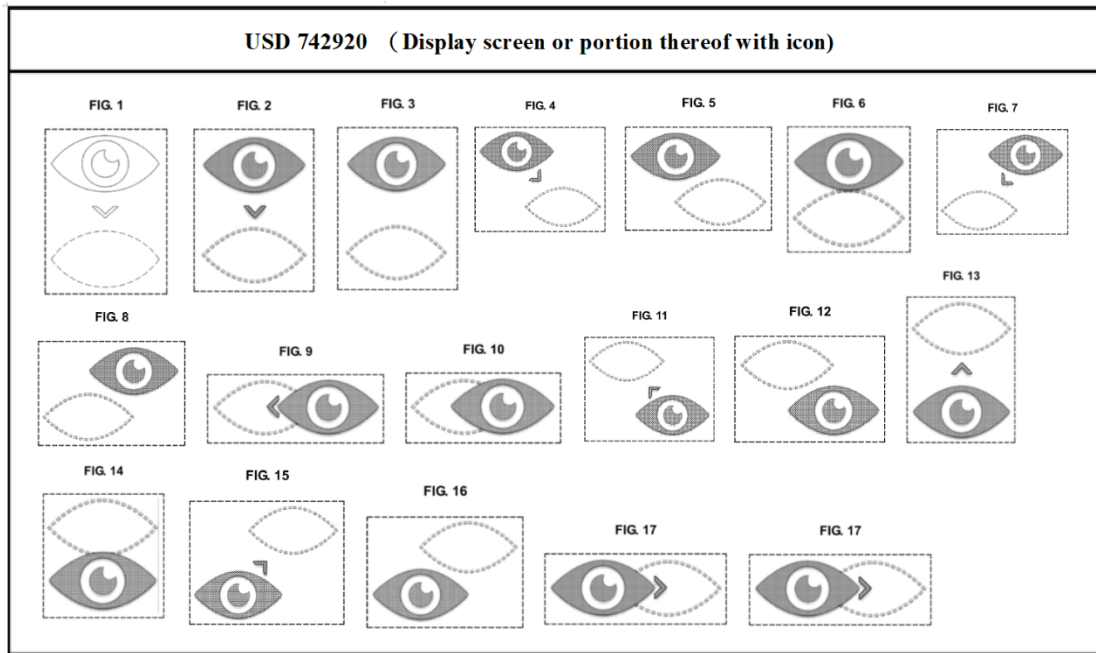 USD 742920 （Display screen or portion thereof with icon)
FIG. 1
FIG. 2
FIG. 3
FIG. 4
FIG. 5
FIG. 6
FIG. 7
FIG. 8
FIG. 9
FIG. 10
FIG. 11
FIG. 12
FIG. 13
FIG. 14
FIG. 15
FIG. 16
FIG. 17
FIG. 17